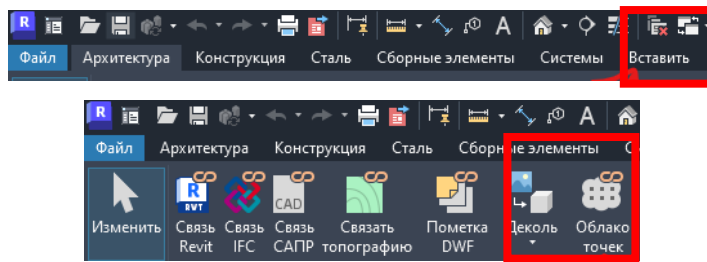 R
A
Файл Архитектура Конструкция Сталь Сборные элементы Системы Вставить
R
A
Файл Архитектура Конструкция Сталь Сборные элементы С
R
RVT
CAD
Изменить Связь Связь Связь Связать Пометка Деколь Облако
Revit IFC САПР топографию DWF точек